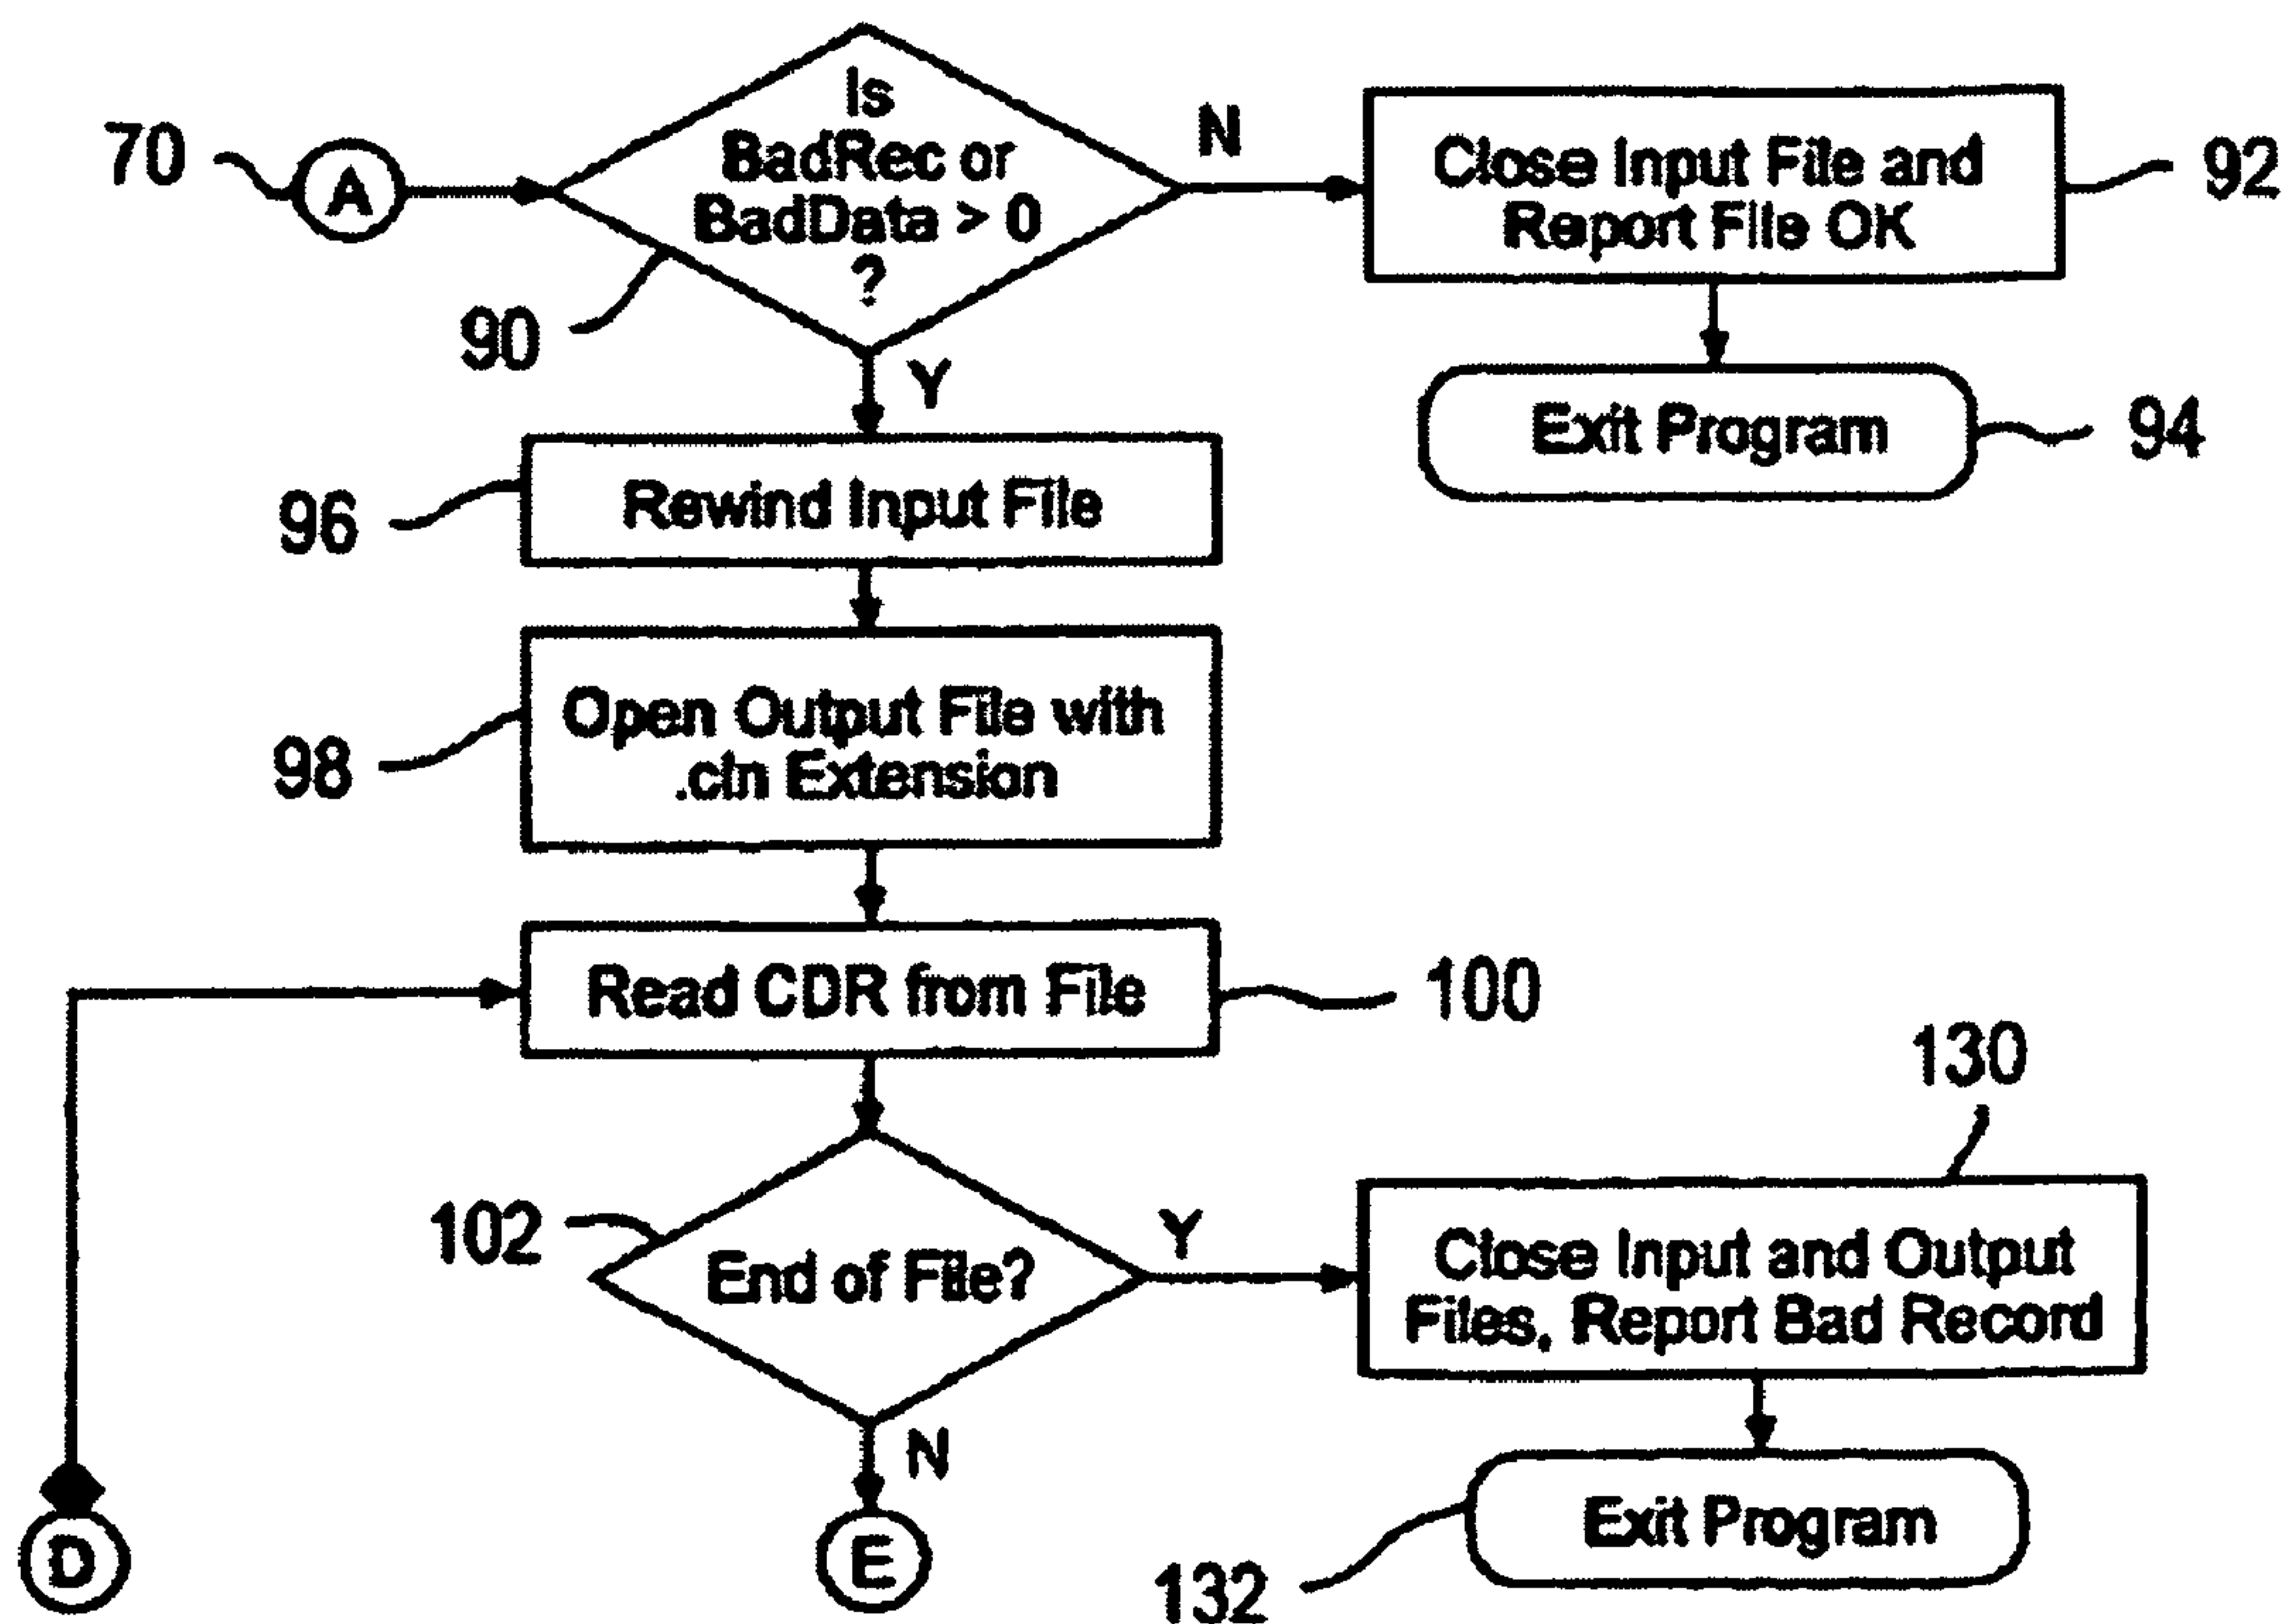 Is
BadRec or
BadData > 0
?
70
A
N
Close Input File and
Report File OK
92
90
Y
Exit Program
94
Rewind Input File
96
Open Output File with
.cln Extension
98
Read CDR from File
100
130
102
End of File?
Y
Close Input and Output
Files, Report Bad Record
N
D
E
Exit Program
132